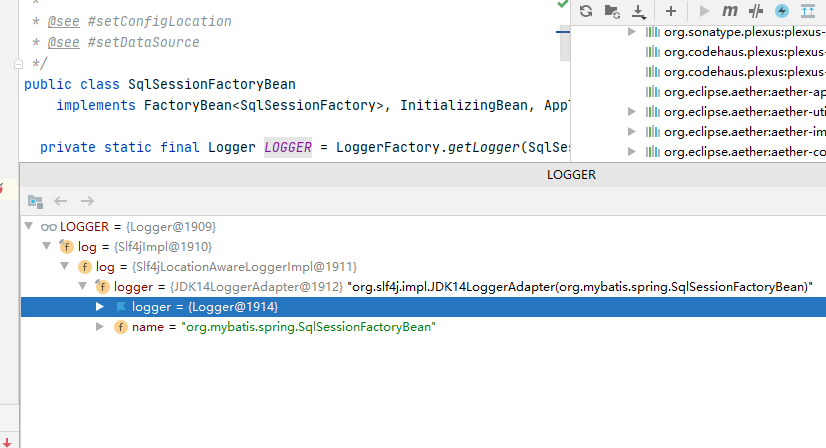 *
* @see #setConfigLocation
* @see #setDataSource
*/
public class SqlSessionFactoryBean
implements FactoryBean<SqlSessionFactory>, InitializingBean, Appl
private static final Logger LOGGER = LoggerFactory.getLogger(SqlSes
m
org.sonatype.plexus:plexus-
org.codehaus.plexus:plexus-
org.codehaus.plexus:plexus-
org.eclipse.aether:aether-ap
org.eclipse.aether:aether-uti
org.eclipse.aether:aether-im
org.eclipse.aether:aether-co
LOGGER
LOGGER = {Logger@1909}
f log = {Slf4jImpl@1910}
f log = {Slf4jLocationAwareLoggerImpl@1911}
f logger = {JDK14LoggerAdapter@1912} "org.slf4j.impl.JDK14LoggerAdapter(org.mybatis.spring.SqlSessionFactoryBean)"
logger = {Logger@1914}
f name = "org.mybatis.spring.SqlSessionFactoryBean"